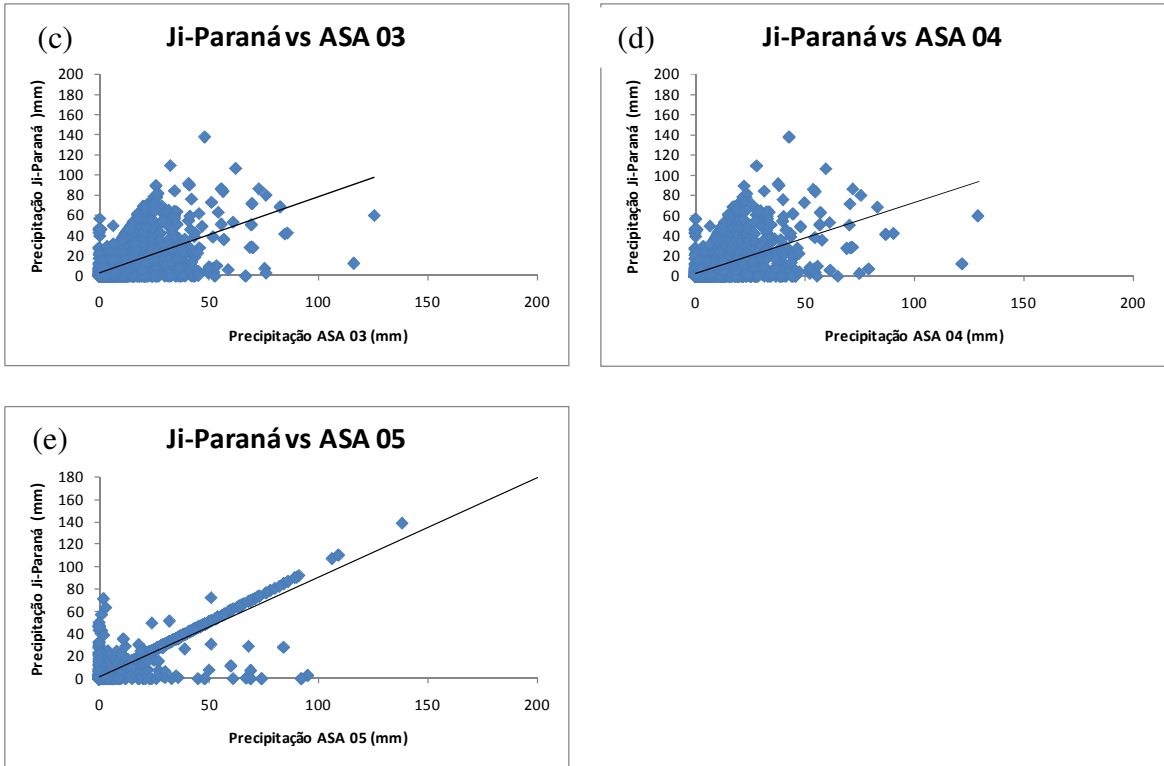 (c) Ji-Paraná vs ASA 03
Precipitação Ji-Paraná )mm)
200
180
160
140
120
100
80
60
40
20
0
0 50 100 150 200
Precipitação ASA 03 (mm)
(d) Ji-Paraná vs ASA 04
Precipitação Ji-Paraná (mm)
200
180
160
140
120
100
80
60
40
20
0
0 50 100 150 200
Precipitação ASA 04 (mm)
(e) Ji-Paraná vs ASA 05
Precipitação Ji-Paraná (mm)
180
160
140
120
100
80
60
40
20
0
0 50 100 150 200
Precipitação ASA 05 (mm)